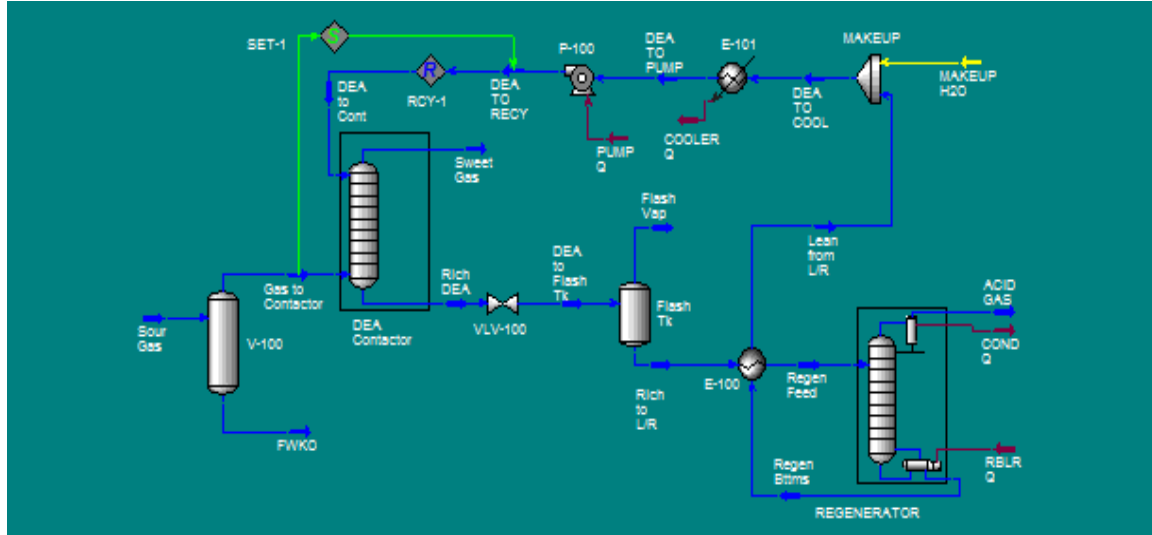 SET-1
S
P-100
DEA
TO
PUMP
E-101
MAKEUP
MAKEUP
H2O
DEA
to
Cont
R
RCY-1
DEA
TO
RECY
PUMP
Q
COOLER
Q
DEA
TO
COOL
Sweet
Gas
Flash
Vap
Sour
Gas
V-100
Gas to
Contactor
Rich
DEA
DEA
to
Flash
Tk
Lean
from
L/R
ACID
GAS
DEA
Contactor
VLV-100
Flash
Tk
COND
Q
FWKO
Rich
to
L/R
E-100
Regen
Feed
Regen
Bttms
RBLR
Q
REGENERATOR